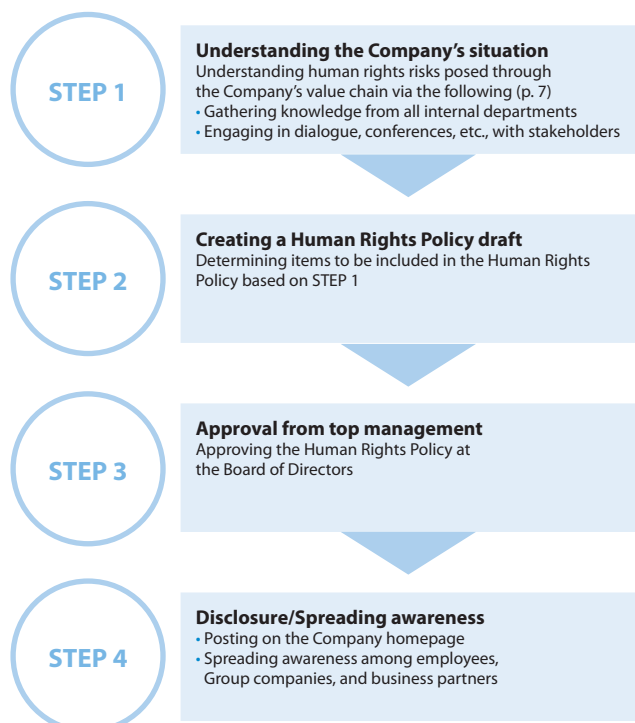 STEP 1
Understanding the Company's situation
Understanding human rights risks posed through
the Company's value chain via the following (p. 7)
• Gathering knowledge from all internal departments
• Engaging in dialogue, conferences, etc., with stakeholders
STEP 2
Creating a Human Rights Policy draft
Determining items to be included in the Human Rights
Policy based on STEP 1
STEP 3
Approval from top management
Approving the Human Rights Policy at
the Board of Directors
STEP 4
Disclosure/Spreading awareness
• Posting on the Company homepage
• Spreading awareness among employees,
Group companies, and business partners